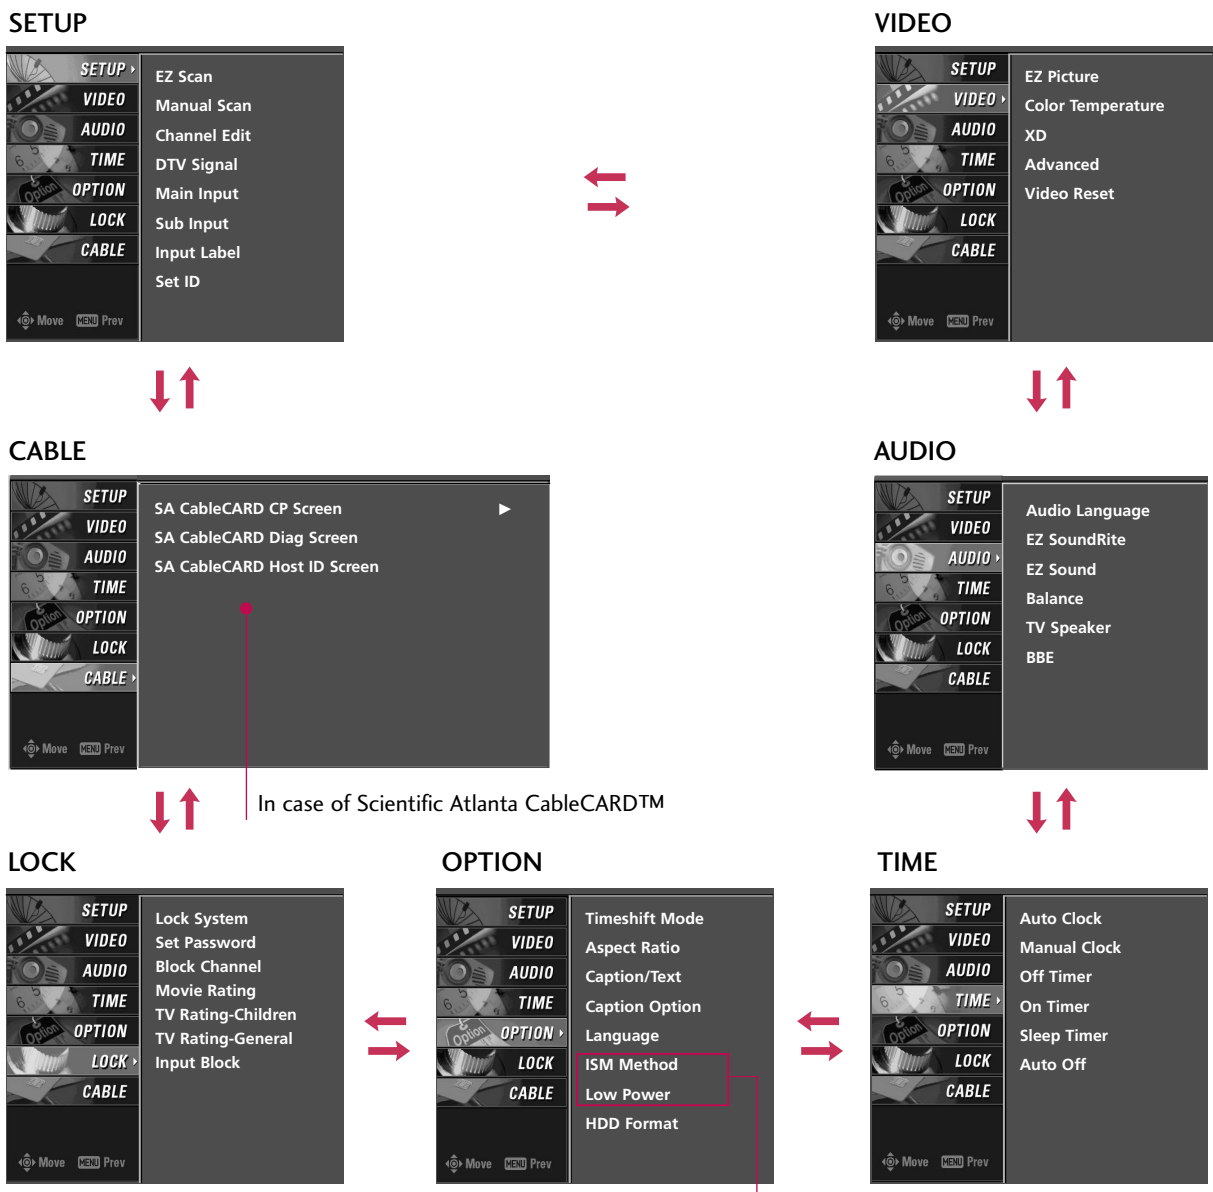 SETUP
SETUP
VIDEO
AUDIO
TIME
OPTION
LOCK
CABLE
Move MENU Prev
EZ Scan
Manual Scan
Channel Edit
DTV Signal
Main Input
Sub Input
Input Label
Set ID
VIDEO
SETUP
VIDEO
AUDIO
TIME
OPTION
LOCK
CABLE
Move MENU Prev
EZ Picture
Color Temperature
XD
Advanced
Video Reset
CABLE
SETUP
VIDEO
AUDIO
TIME
OPTION
LOCK
CABLE
Move MENU Prev
SA CableCARD CP Screen
SA CableCARD Diag Screen
SA CableCARD Host ID Screen
In case of Scientific Atlanta CableCARDTM
AUDIO
SETUP
VIDEO
AUDIO
TIME
OPTION
LOCK
CABLE
Move MENU Prev
Audio Language
EZ SoundRite
EZ Sound
Balance
TV Speaker
BBE
LOCK
SETUP
VIDEO
AUDIO
TIME
OPTION
LOCK
CABLE
Move MENU Prev
Lock System
Set Password
Block Channel
Movie Rating
TV Rating-Children
TV Rating-General
Input Block
OPTION
SETUP
VIDEO
AUDIO
TIME
OPTION
LOCK
CABLE
Move MENU Prev
Timeshift Mode
Aspect Ratio
Caption/Text
Caption Option
Language
ISM Method
Low Power
HDD Format
TIME
SETUP
VIDEO
AUDIO
TIME
OPTION
LOCK
CABLE
Move MENU Prev
Auto Clock
Manual Clock
Off Timer
On Timer
Sleep Timer
Auto Off